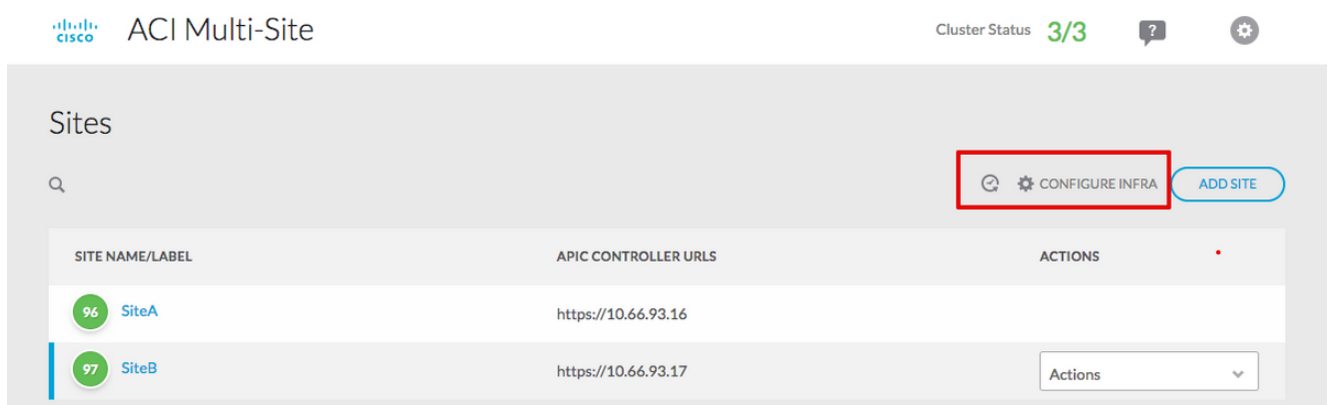 cisco ACI Multi-Site Cluster Status 3/3 ?
Sites
CONFIGURE INFRA ADD SITE
SITE NAME/LABEL APIC CONTROLLER URLS ACTIONS
96 SiteA https://10.66.93.16
97 SiteB https://10.66.93.17 Actions